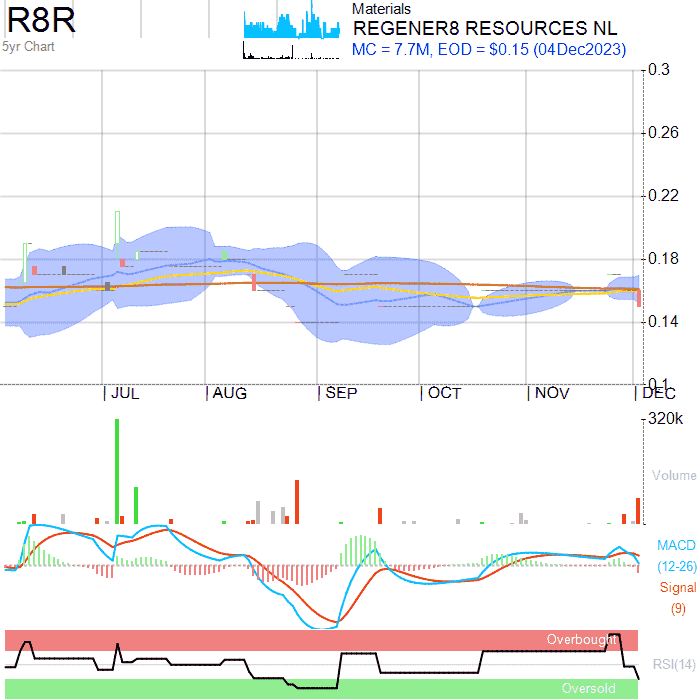 R8R
5yr Chart
Materials
REGENER8 RESOURCES NL
MC = 7.7M, EOD = $0.15 (04Dec2023)
0.3
0.26
0.22
0.18
0.14
0.1
JUL
AUG
SEP
OCT
NOV
DEC
320k
Volume
MACD
(12-26)
Signal
(9)
Overbought
RSI(14)
Oversold